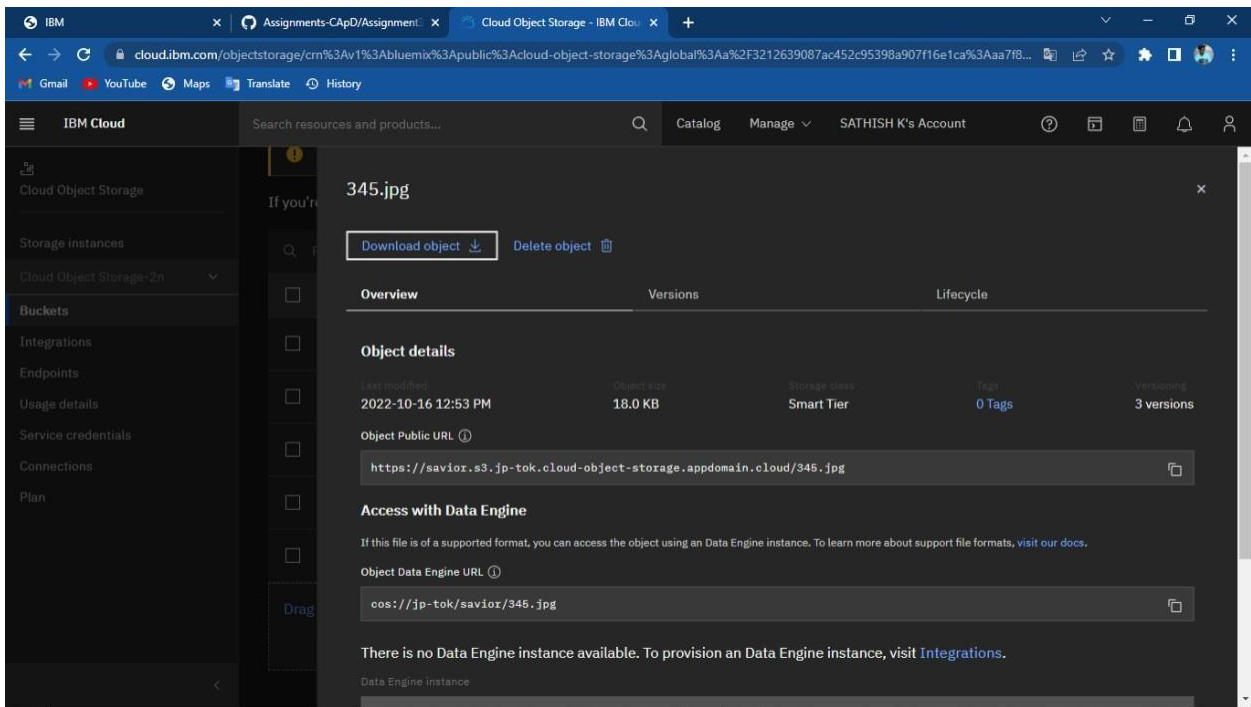 IBM
Assignments-CApD/Assignment3
Cloud Object Storage - IBM Clou
cloud.ibm.com/objectstorage/crn%3Av1%3Abluemix%3Apublic%3Acloud-object-storage%3Aglobal%3Aa%2F3212639087ac452c95398a907f16e1ca%3Aaa7f8...
Gmail YouTube Maps Translate History
IBM Cloud Search resources and products... Catalog Manage SATHISH K's Account
Cloud Object Storage
Storage instances
Cloud Object Storage-2n
Buckets
Integrations
Endpoints
Usage details
Service credentials
Connections
Plan
If you're
F
Drag
345.jpg
Download object Delete object
Overview Versions Lifecycle
Object details
Last modified Object size Storage class Tags Versioning
2022-10-16 12:53 PM 18.0 KB Smart Tier 0 Tags 3 versions
Object Public URL
https://savior.s3.jp-tok.cloud-object-storage.appdomain.cloud/345.jpg
Access with Data Engine
If this file is of a supported format, you can access the object using an Data Engine instance. To learn more about support file formats, visit our docs.
Object Data Engine URL
cos://jp-tok/savior/345.jpg
There is no Data Engine instance available. To provision an Data Engine instance, visit Integrations.
Data Engine instance